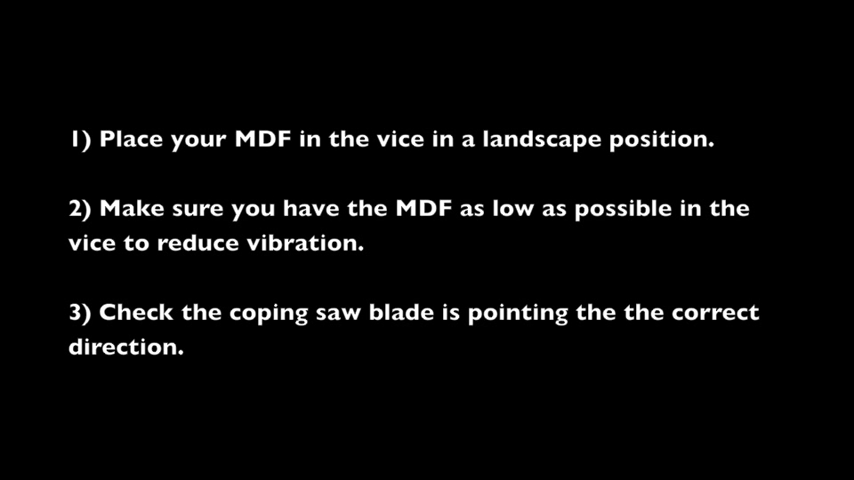 1) Place your MDF in the vice in a landscape position.
2) Make sure you have the MDF as low as possible in the
vice to reduce vibration.
3) Check the coping saw blade is pointing the the correct
direction.